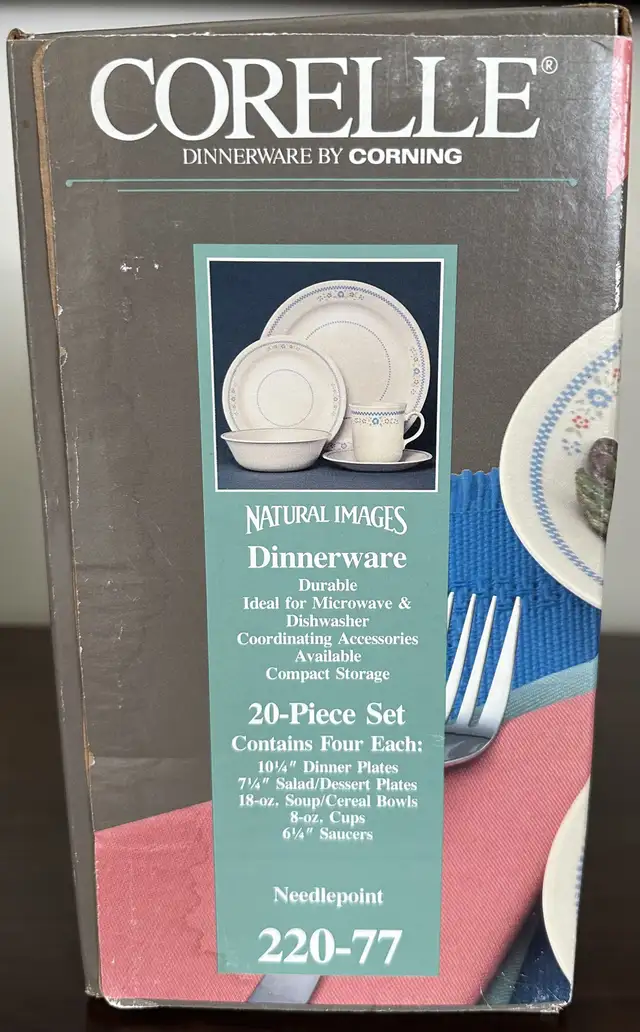 CORELLE®
DINNERWARE BY CORNING
NATURAL IMAGES
Dinnerware
Durable
Ideal for Microwave &
Dishwasher
Coordinating Accessories
Available
Compact Storage
20-Piece Set
Contains Four Each:
10¼" Dinner Plates
7¼" Salad/Dessert Plates
18-oz. Soup/Cereal Bowls
8-oz. Cups
6¼" Saucers
Needlepoint
220-77